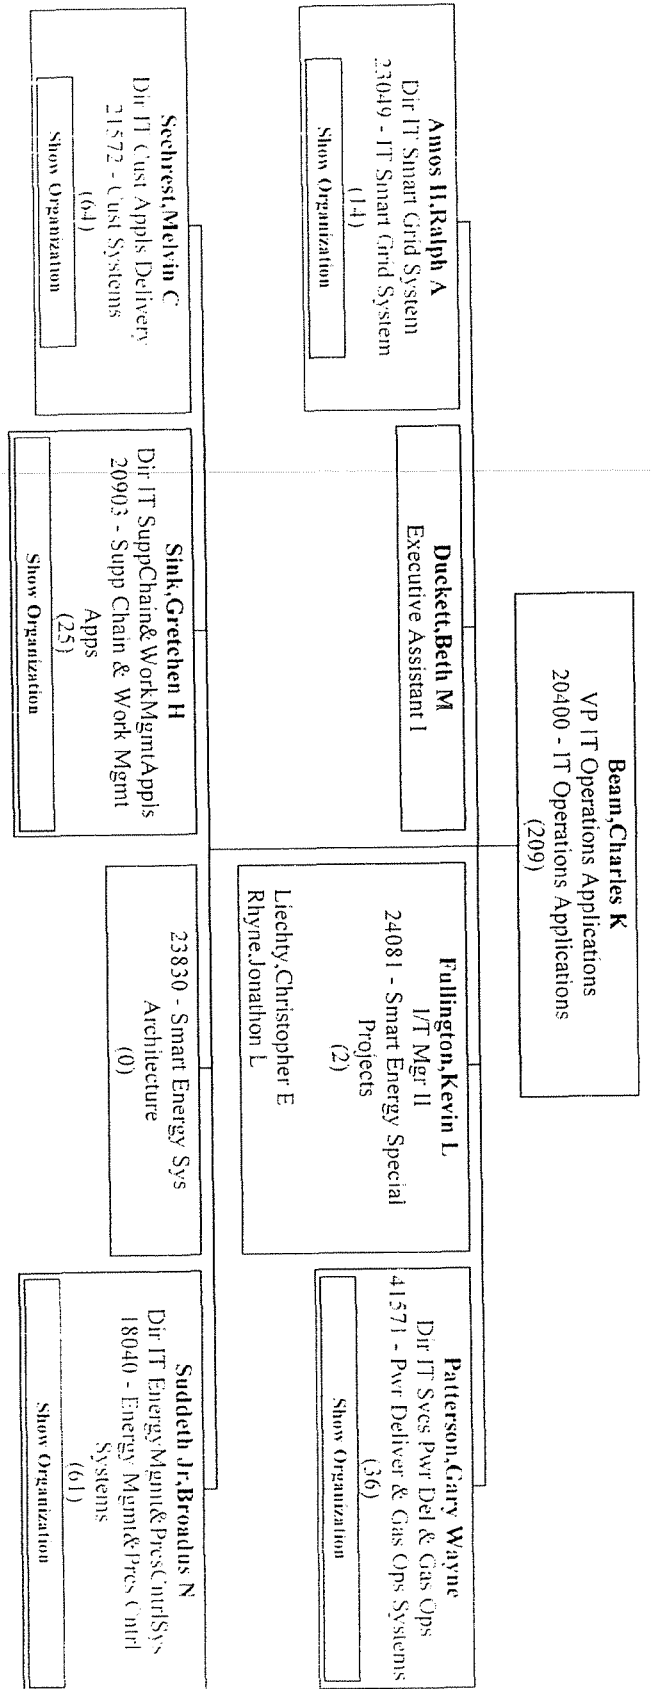 Beam,Charles K
VP IT Operations Applications
20400 - IT Operations Applications
(209)
Amos II,Ralph A
Dir IT Smart Grid System
23049 - IT Smart Grid System
(14)
Show Organization
Duckett,Beth M
Executive Assistant I
Fullington,Kevin L
I/T Mgr II
24081 - Smart Energy Special
Projects
(2)
Liechty,Christopher E
Rhyne,Jonathon L
Patterson,Gary Wayne
Dir IT Svcs Pwr Del & Gas Ops
41571 - Pwr Deliver & Gas Ops Systems
(36)
Show Organization
Sechrest,Melvin C
Dir IT Cust Appls Delivery
21572 - Cust Systems
(64)
Show Organization
Sink,Gretchen H
Dir IT SuppChain&WorkMgmtAppls
20903 - Supp Chain & Work Mgmt
Apps
(25)
Show Organization
23830 - Smart Energy Sys
Architecture
(0)
Suddeth Jr,Broadus N
Dir IT EnergyMgmt&PresCntrlSys
18040 - Energy Mgmt&Pres Cntrl
Systems
(61)
Show Organization